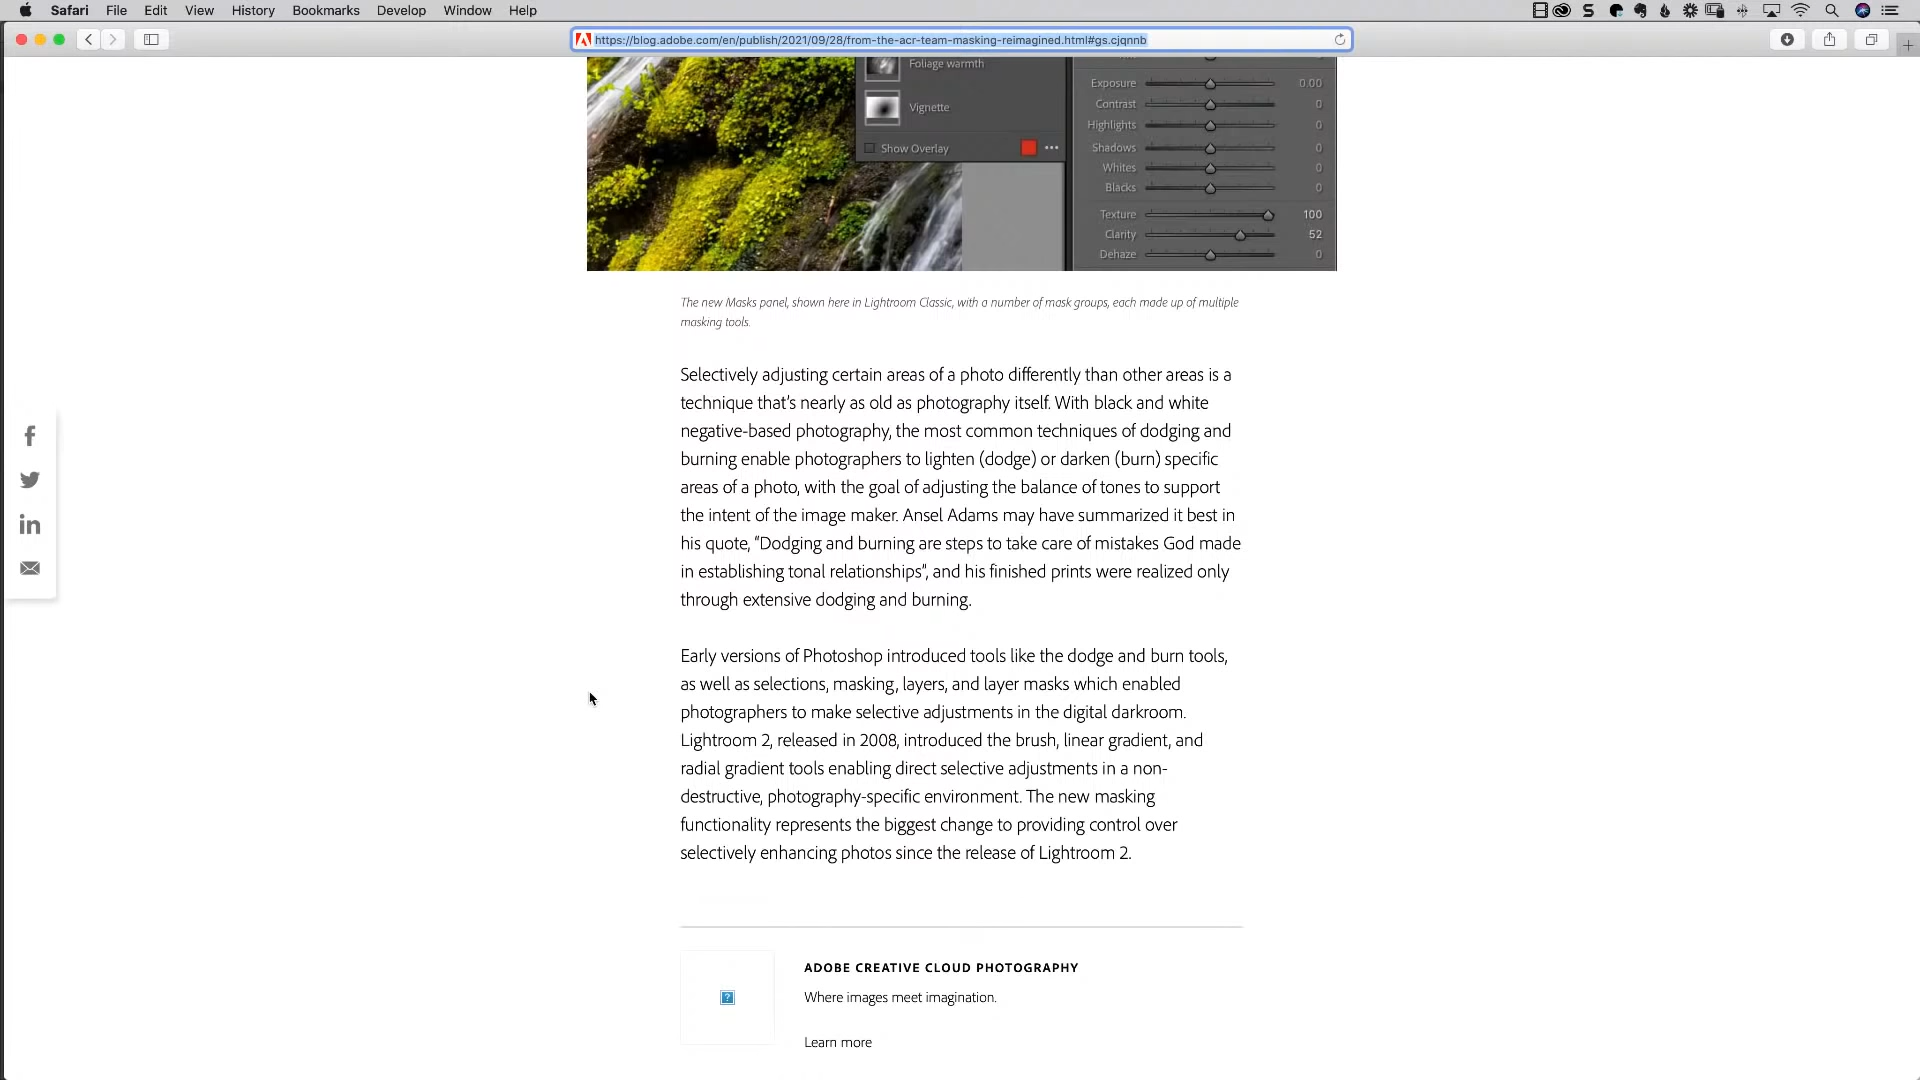 Safari File Edit View History Bookmarks Develop Window Help
https://blog.adobe.com/en/publish/2021/09/28/from-the-acr-team-masking-reimagined.html#gs.cjqnnb
Foliage warmth
Vignette
Show Overlay
Exposure 0.00
Contrast 0
Highlights 0
Shadows 0
Whites 0
Blacks 0
Texture 100
Clarity 52
Dehaze 0
The new Masks panel, shown here in Lightroom Classic, with a number of mask groups, each made up of multiple
masking tools.
Selectively adjusting certain areas of a photo differently than other areas is a
technique that’s nearly as old as photography itself. With black and white
negative-based photography, the most common techniques of dodging and
burning enable photographers to lighten (dodge) or darken (burn) specific
areas of a photo, with the goal of adjusting the balance of tones to support
the intent of the image maker. Ansel Adams may have summarized it best in
his quote, “Dodging and burning are steps to take care of mistakes God made
in establishing tonal relationships”, and his finished prints were realized only
through extensive dodging and burning.
Early versions of Photoshop introduced tools like the dodge and burn tools,
as well as selections, masking, layers, and layer masks which enabled
photographers to make selective adjustments in the digital darkroom.
Lightroom 2, released in 2008, introduced the brush, linear gradient, and
radial gradient tools enabling direct selective adjustments in a non-
destructive, photography-specific environment. The new masking
functionality represents the biggest change to providing control over
selectively enhancing photos since the release of Lightroom 2.
ADOBE CREATIVE CLOUD PHOTOGRAPHY
Where images meet imagination.
Learn more